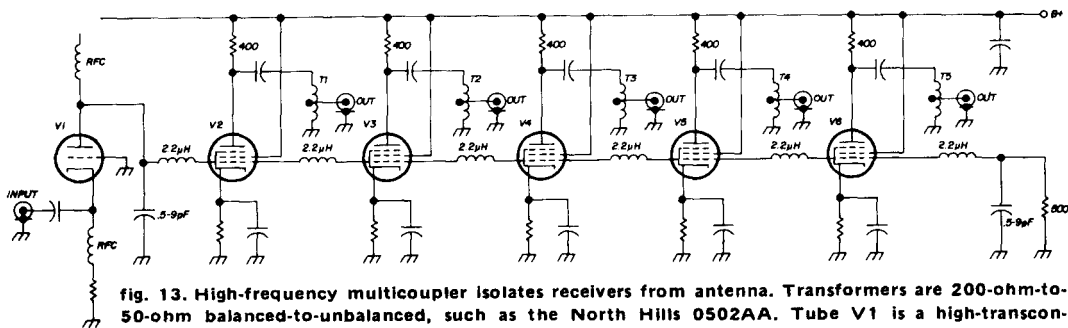 B+
RFC
400
400
400
400
400
T1
T2
T3
T4
T5
OUT
OUT
OUT
OUT
OUT
V1
V2
V3
V4
V5
V6
2.2µH
2.2µH
2.2µH
2.2µH
2.2µH
2.2µH
INPUT
.5-9pF
.5-9pF
600
RFC
fig. 13. High-frequency multicoupler isolates receivers from antenna. Transformers are 200-ohm-to-
50-ohm balanced-to-unbalanced, such as the North Hills 0502AA. Tube V1 is a high-transcon-